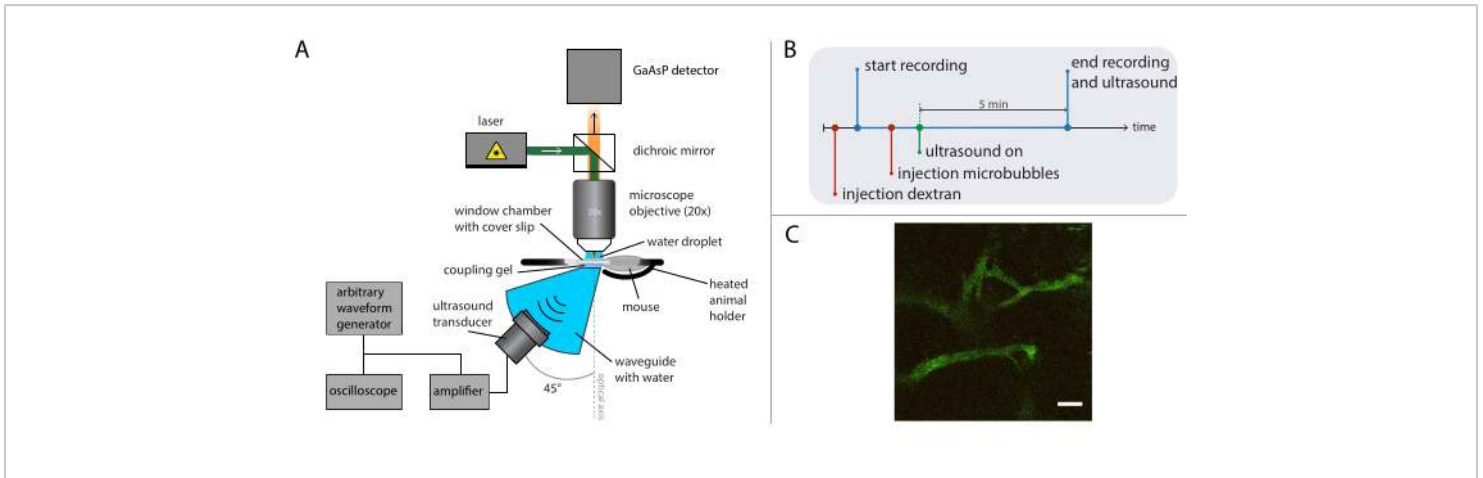 A
GaAsP detector
laser
dichroic mirror
microscope
objective (20x)
20x
window chamber
with cover slip
water droplet
coupling gel
mouse
heated
animal
holder
arbitrary
waveform
generator
ultrasound
transducer
waveguide
with water
oscilloscope
amplifier
45°
optical axis
B
start recording
end recording
and ultrasound
5 min
time
ultrasound on
injection microbubbles
injection dextran
C